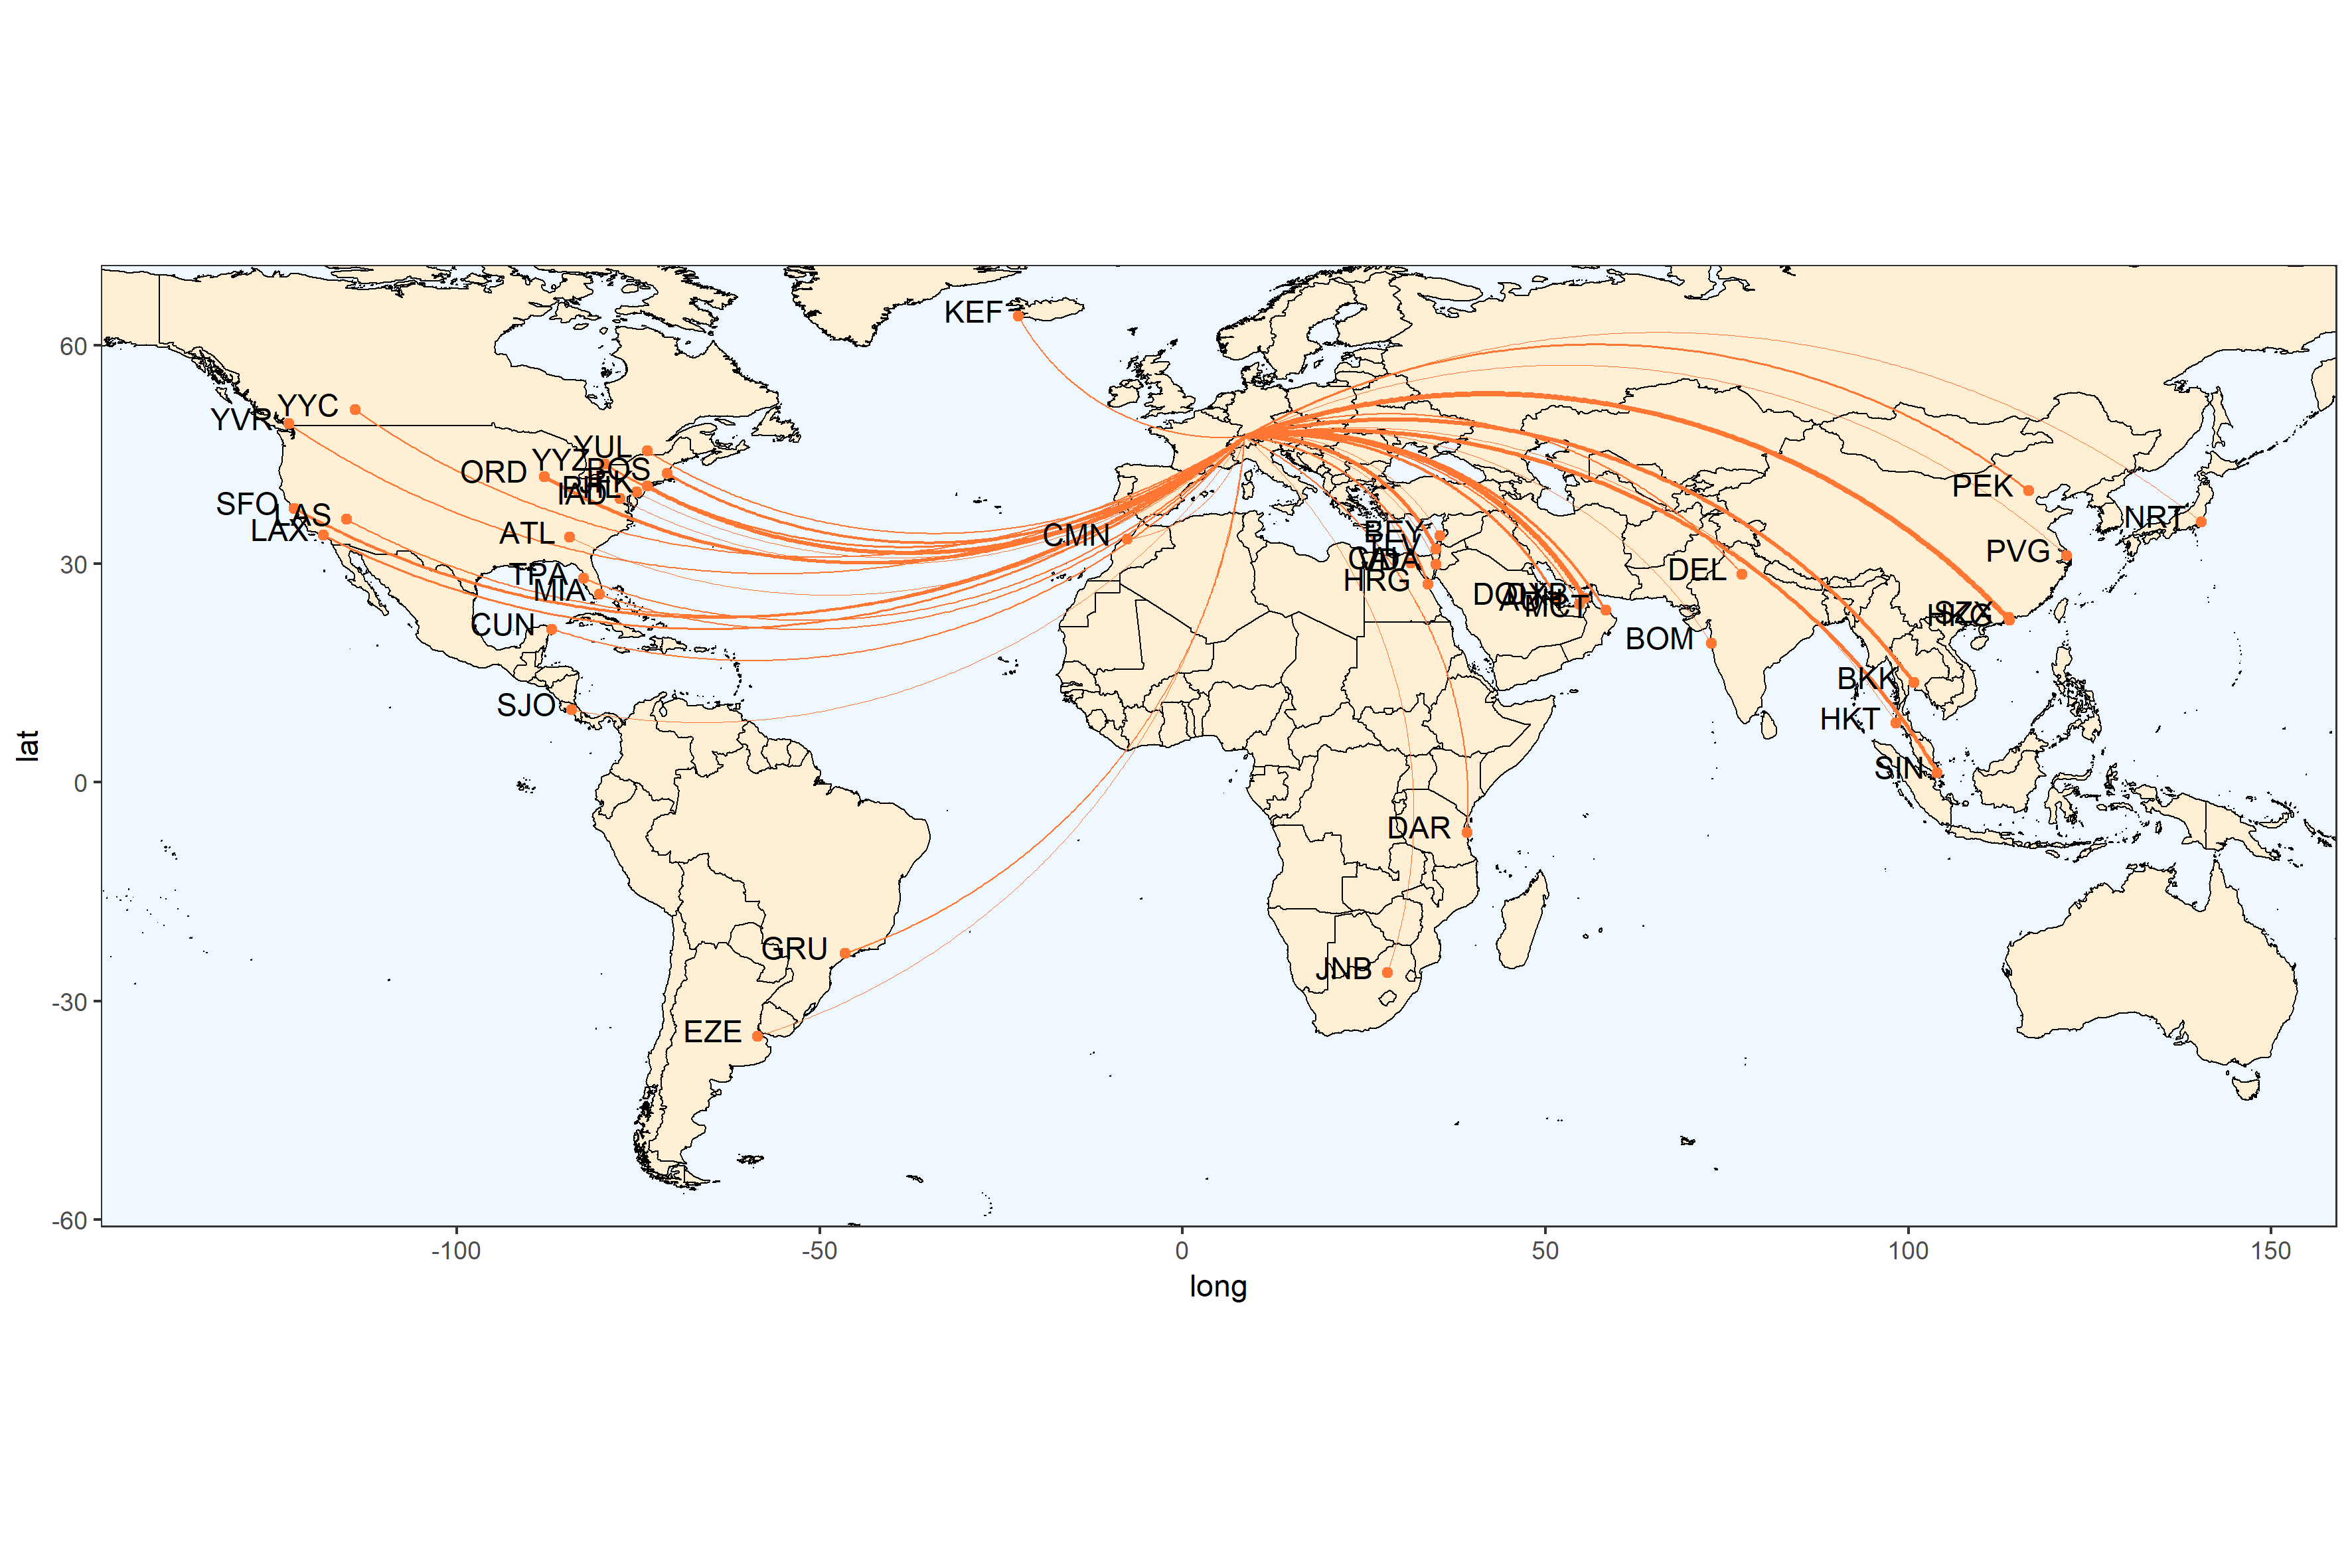 KEF
60
YYC
YVR
YUL
YYZ
BOS
ORD
JFK
PHL
IAD
SFO
LAS
LAX
ATL
CMN
BEY
TLV
CAI
ADA
HRG
PEK
NRT
PVG
30
DEL
TPA
MIA
DOH
DXB
AUH
MCT
SZX
HKG
CUN
BOM
BKK
SJO
HKT
SIN
lat
0
DAR
GRU
JNB
-30
EZE
-60
-100
-50
0
50
100
150
long